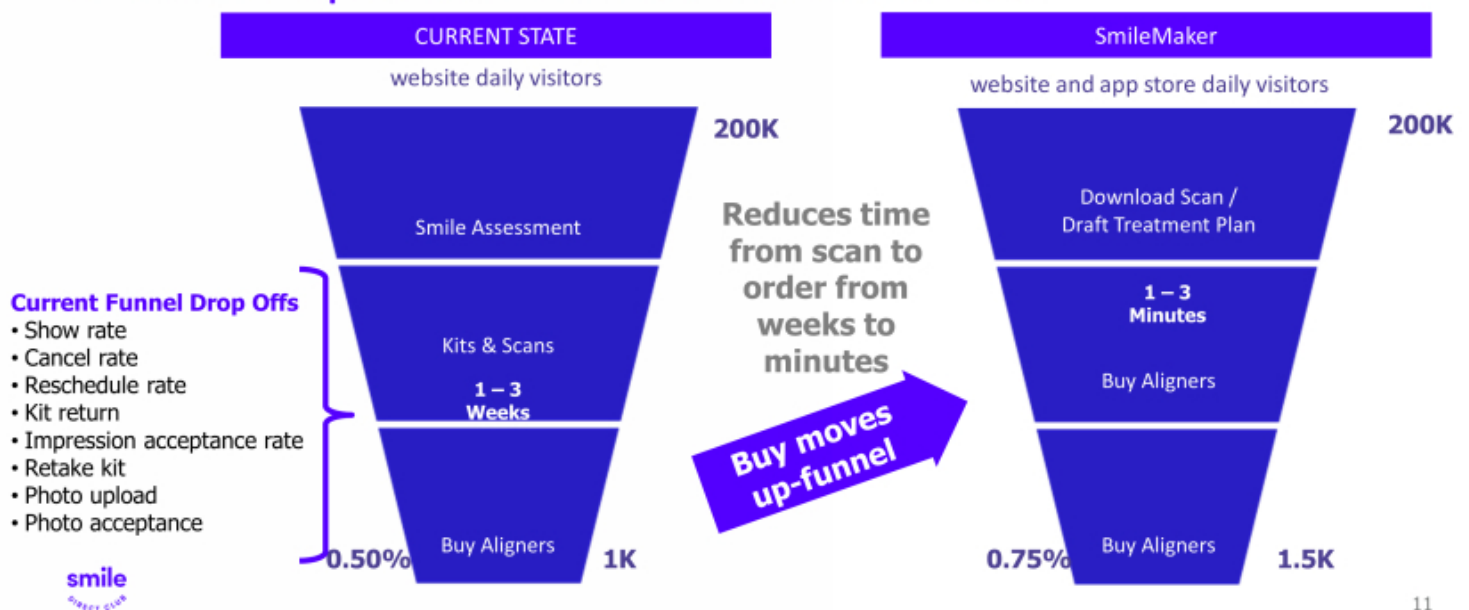 CURRENT STATE
website daily visitors
200K
Smile Assessment
Kits & Scans
1 – 3
Weeks
Buy Aligners
0.50%
1K
Current Funnel Drop Offs
• Show rate
• Cancel rate
• Reschedule rate
• Kit return
• Impression acceptance rate
• Retake kit
• Photo upload
• Photo acceptance
Reduces time
from scan to
order from
weeks to
minutes
Buy moves
up-funnel
SmileMaker
website and app store daily visitors
200K
Download Scan /
Draft Treatment Plan
1 – 3
Minutes
Buy Aligners
Buy Aligners
0.75%
1.5K
smile
DIRECT CLUB
11